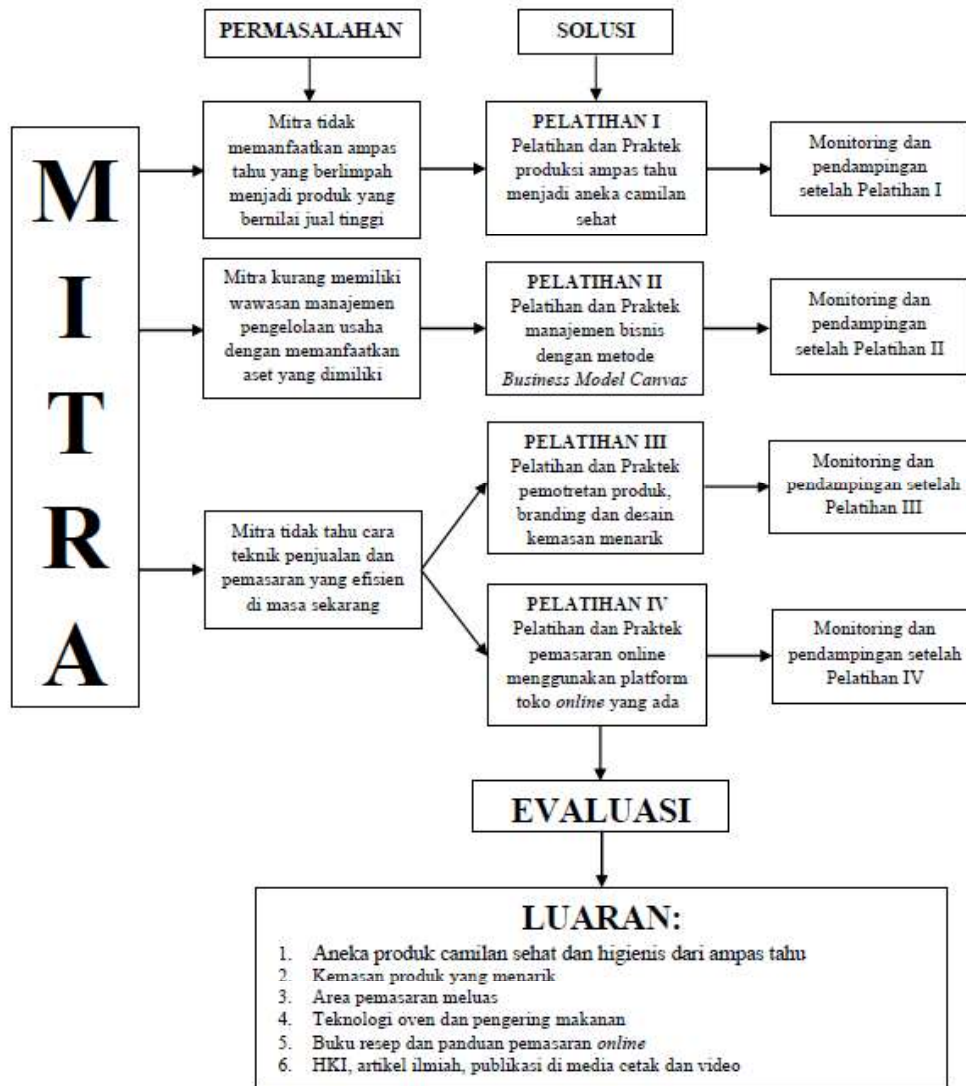 PERMASALAHAN
SOLUSI
M
I
T
R
A
Mitra tidak
memanfaatkan ampas
tahu yang berlimpah
menjadi produk yang
bernilai jual tinggi
PELATIHAN I
Pelatihan dan Praktek
produksi ampas tahu
menjadi aneka camilan
sehat
Monitoring dan
pendampingan
setelah Pelatihan I
Mitra kurang memiliki
wawasan manajemen
pengelolaan usaha
dengan memanfaatkan
aset yang dimiliki
PELATIHAN II
Pelatihan dan Praktek
manajemen bisnis
dengan metode
Business Model Canvas
Monitoring dan
pendampingan
setelah Pelatihan II
Mitra tidak tahu cara
teknik penjualan dan
pemasaran yang efisien
di masa sekarang
PELATIHAN III
Pelatihan dan Praktek
pemotretan produk,
branding dan desain
kemasan menarik
Monitoring dan
pendampingan setelah
Pelatihan III
PELATIHAN IV
Pelatihan dan Praktek
pemasaran online
menggunakan platform
toko online yang ada
Monitoring dan
pendampingan setelah
Pelatihan IV
EVALUASI
LUARAN:
1. Aneka produk camilan sehat dan higienis dari ampas tahu
2. Kemasan produk yang menarik
3. Area pemasaran meluas
4. Teknologi oven dan pengering makanan
5. Buku resep dan panduan pemasaran online
6. HKI, artikel ilmiah, publikasi di media cetak dan video